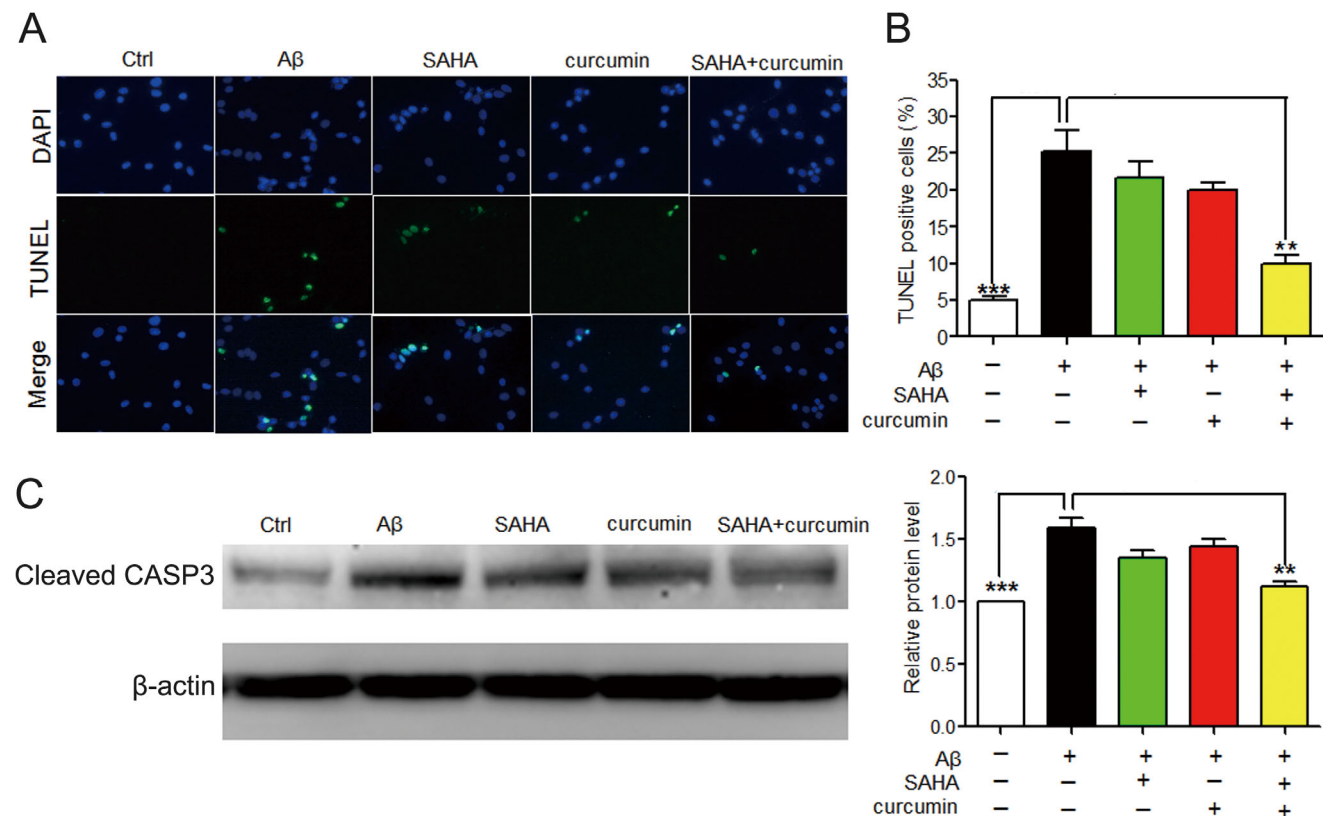 A
Ctrl Aβ SAHA curcumin SAHA+curcumin
DAPI
TUNEL
Merge
B
TUNEL positive cells (%)
35
30
25
20
15
10
5
0
*** **
Aβ − + + + +
SAHA − − + − +
curcumin − − − + +
C
Ctrl Aβ SAHA curcumin SAHA+curcumin
Cleaved CASP3
β-actin
Relative protein level
2.0
1.5
1.0
0.5
0.0
*** **
Aβ − + + + +
SAHA − − + − +
curcumin − − − + +